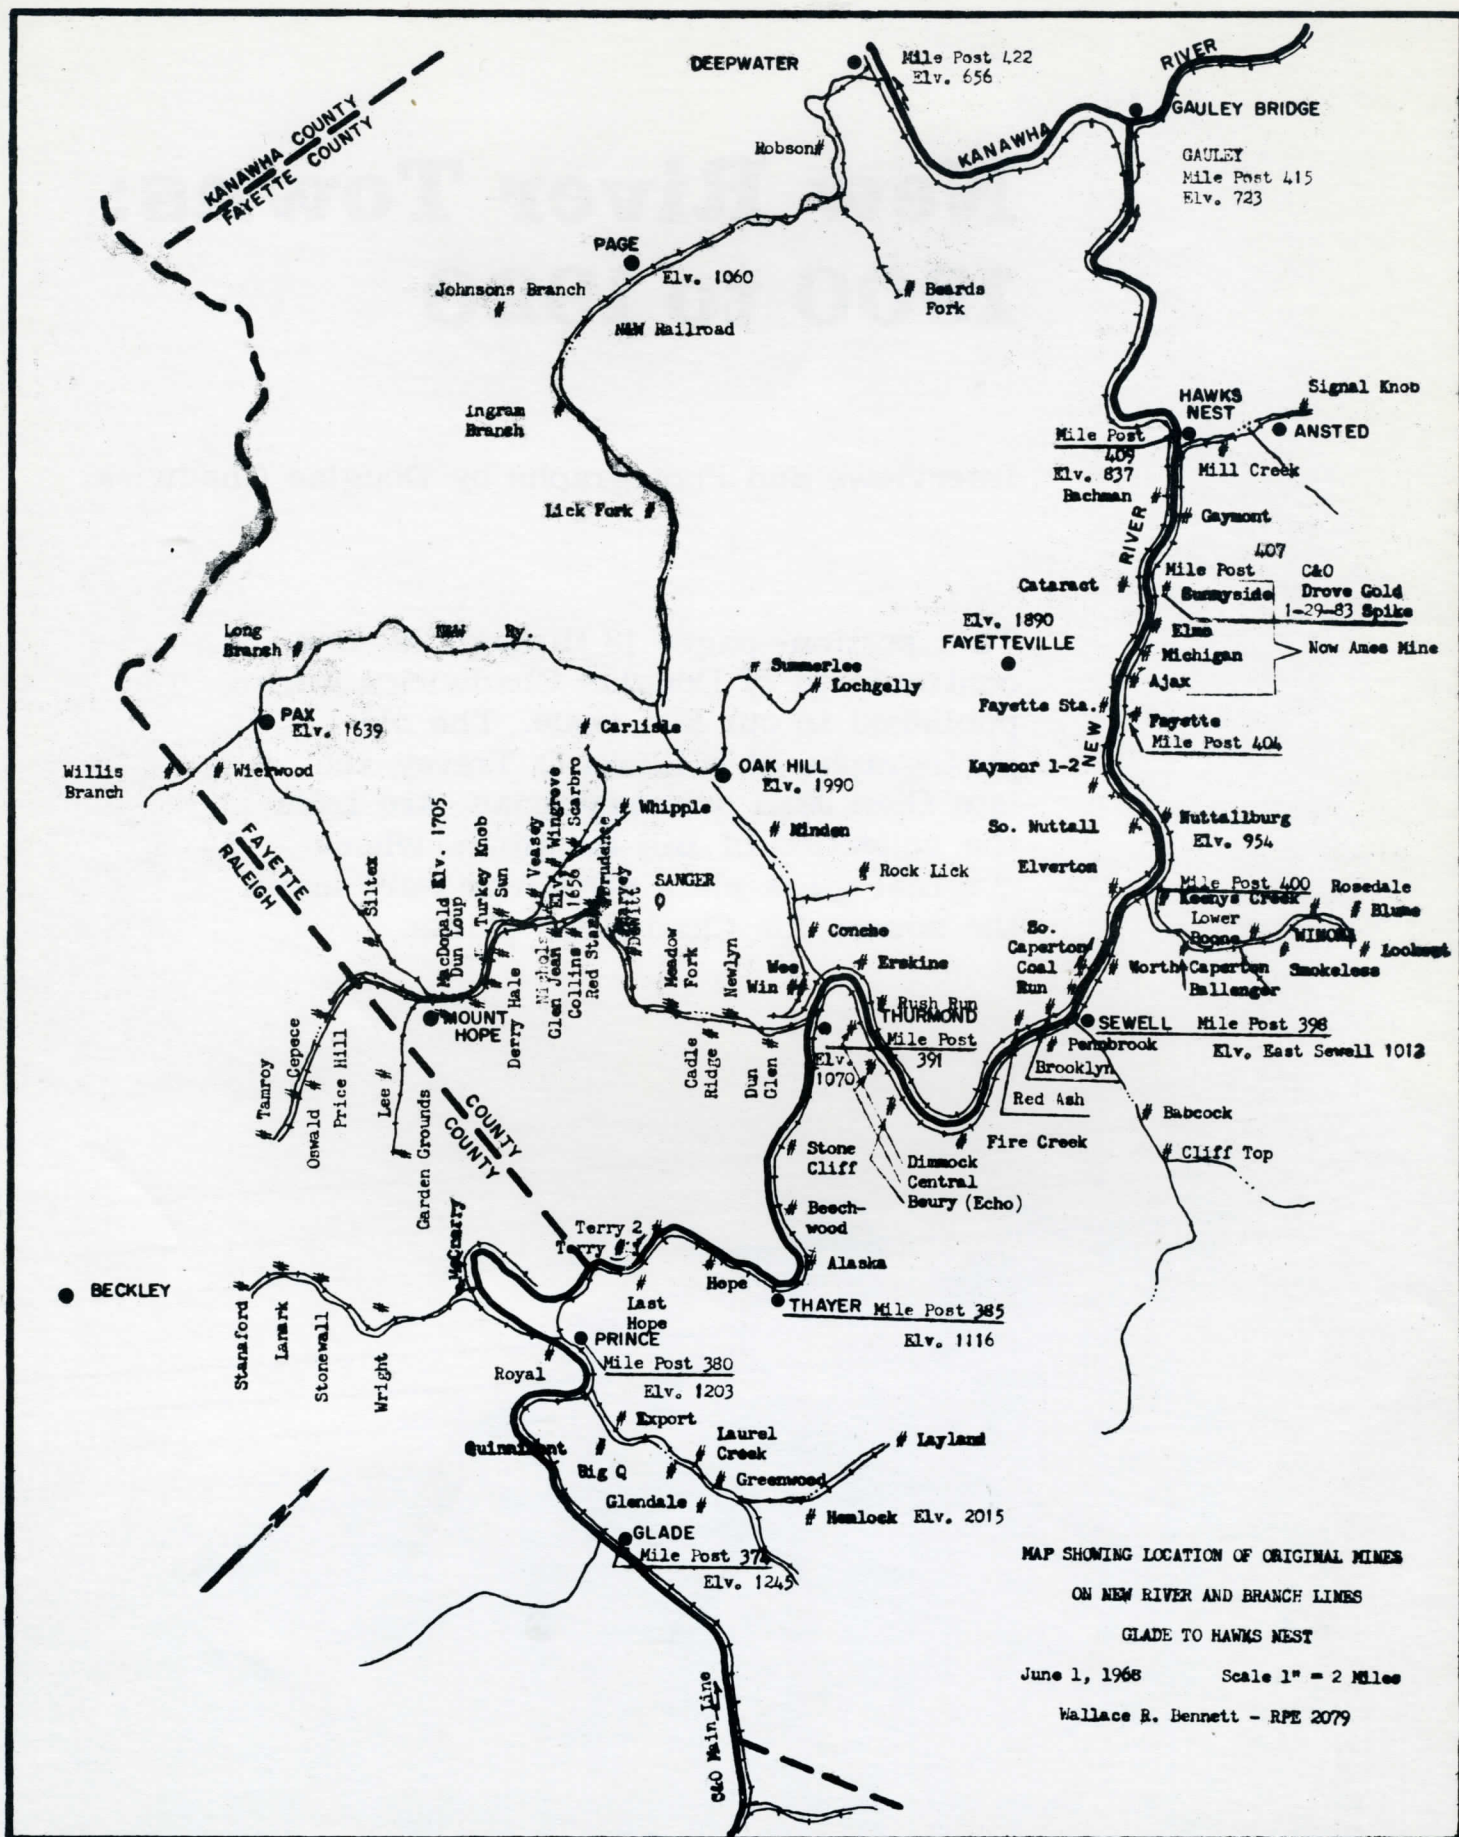 DEEPWATER
Mile Post 422
Elv. 656
RIVER
GAULEY BRIDGE
KANAWHA
GAULEY
Mile Post 415
Elv. 723
KANAWHA COUNTY
FAYETTE COUNTY
Robson
PAGE
Elv. 1060
Johnsons Branch
N&W Railroad
Beards
Fork
Ingram
Branch
Lick Fork
HAWKS
NEST
Signal Knob
ANSTED
Mile Post
409
Elv. 837
Mill Creek
Bachman
Gaymont
RIVER
NEW
407
Mile Post
C&O
Sunnyside
Drove Gold
1-29-83 Spike
Cataract
Elms
Michigan
Now Ames Mine
Ajax
Elv. 1890
FAYETTEVILLE
Fayette Sta.
Fayette
Mile Post 404
Kaymoor 1-2
So. Nuttall
Nuttallburg
Elv. 954
Elverton
Mile Post 400
Keenys Creek
Lower
Boone
Rosedale
Blume
WINONA
Lookout
Smokeless
Worth
Caperton
Ballenger
So.
Caperton
Coal
Run
SEWELL Mile Post 398
Elv. East Sewell 1012
Pennbrook
Brooklyn
Red Ash
Fire Creek
Babcock
Cliff Top
Long
Branch
N&W Ry.
PAX
Elv. 1639
Willis
Branch
Wierwood
Summerlee
Lochgelly
Carlisle
OAK HILL
Elv. 1990
Whipple
Minden
Rock Lick
SANGER
Conche
Erskine
Wee
Win
Rush Run
THURMOND
Mile Post
391
Elv.
1070
FAYETTE
RALEIGH
Siltex
MacDonald Elv. 1705
Dun Loup
Turkey Knob
Sun
Veasey
Wingrove
Elv.
1656
Scarbro
Prudence
Harvey
Dewitt
MOUNT
HOPE
Derry Hale
Nichols
Glen Jean
Collins
Red Star
Meadow
Fork
Newlyn
Cadle
Ridge
Dun
Glen
Tamroy
Cepece
Oswald
Price Hill
Lee
Garden Grounds
COUNTY
COUNTY
Stone
Cliff
Dimmock
Central
Beury (Echo)
Beech-
wood
Alaska
Terry 2
Terry 1
Last
Hope
Hope
THAYER Mile Post 385
Elv. 1116
McCreary
BECKLEY
Stanaford
Lanark
Stonewall
Wright
PRINCE
Mile Post 380
Elv. 1203
Royal
Export
Quinnimont
Big Q
Laurel
Creek
Layland
Greenwood
Glendale
Hemlock Elv. 2015
N
GLADE
Mile Post 374
Elv. 1245
C&O Main Line
MAP SHOWING LOCATION OF ORIGINAL MINES
ON NEW RIVER AND BRANCH LINES
GLADE TO HAWKS NEST
June 1, 1968 Scale 1" = 2 Miles
Wallace R. Bennett - RPE 2079